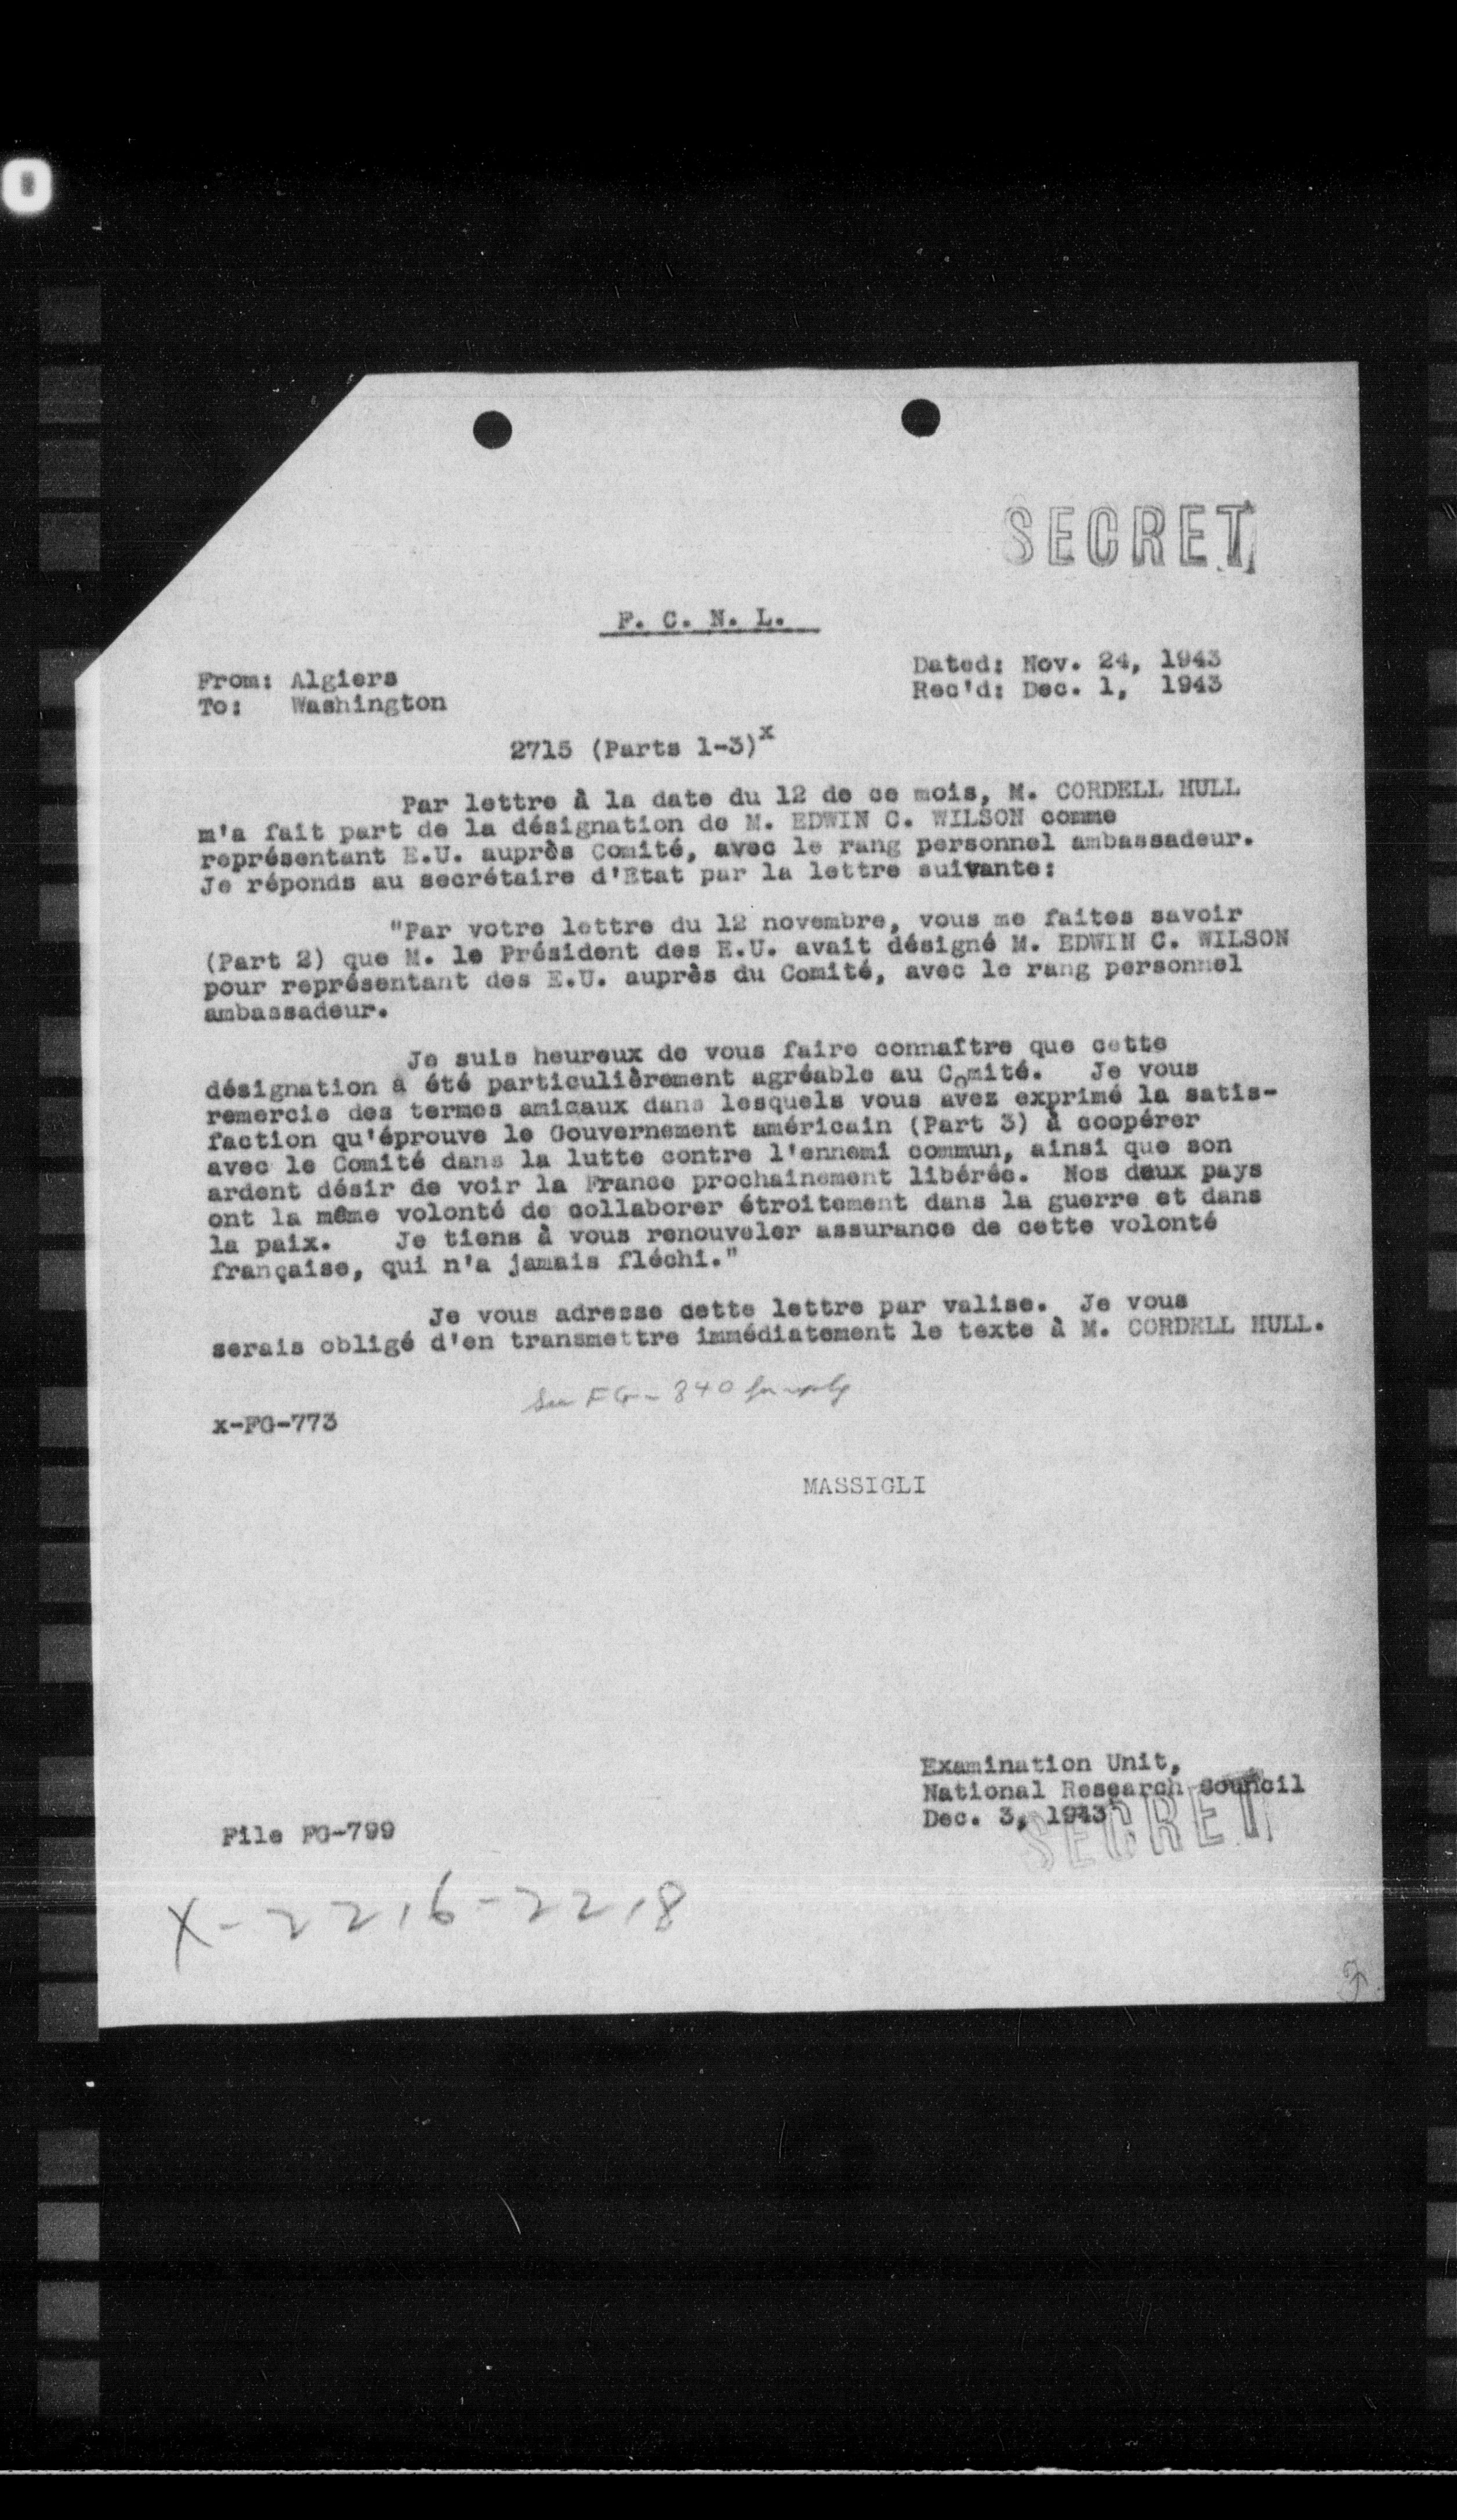 SECRET
F. C. N. L.
From: Algiers
To: Washington
Dated: Nov. 24, 1943
Rec'd: Dec. 1, 1943
2715 (Parts 1-3)x
Par lettre à la date du 12 de ce mois, M. CORDELL HULL
m'a fait part de la désignation de M. EDWIN C. WILSON comme
représentant E.U. auprès Comité, avec le rang personnel ambassadeur.
Je réponds au secrétaire d'Etat par la lettre suivante:
"Par votre lettre du 12 novembre, vous me faites savoir
(Part 2) que M. le Président des E.U. avait désigné M. EDWIN C. WILSON
pour représentant des E.U. auprès du Comité, avec le rang personnel
ambassadeur.
Je suis heureux de vous faire connaître que cette
désignation à été particulièrement agréable au Comité. Je vous
remercie des termes amicaux dans lesquels vous avez exprimé la satis-
faction qu'éprouve le Gouvernement américain (Part 3) à coopérer
avec le Comité dans la lutte contre l'ennemi commun, ainsi que son
ardent désir de voir la France prochainement libérée. Nos deux pays
ont la même volonté de collaborer étroitement dans la guerre et dans
la paix. Je tiens à vous renouveler assurance de cette volonté
française, qui n'a jamais fléchi."
Je vous adresse cette lettre par valise. Je vous
serais obligé d'en transmettre immédiatement le texte à M. CORDELL HULL.
See FG-840 for reply
x-FG-773
MASSIGLI
Examination Unit,
National Research Council
Dec. 3, 1943
SECRET
File FG-799
X-2216-2218